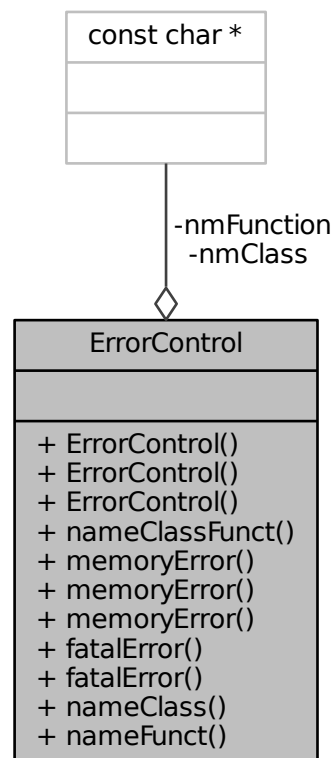 const char *
-nmFunction
-nmClass
ErrorControl
+ ErrorControl()
+ ErrorControl()
+ ErrorControl()
+ nameClassFunct()
+ memoryError()
+ memoryError()
+ memoryError()
+ fatalError()
+ fatalError()
+ nameClass()
+ nameFunct()